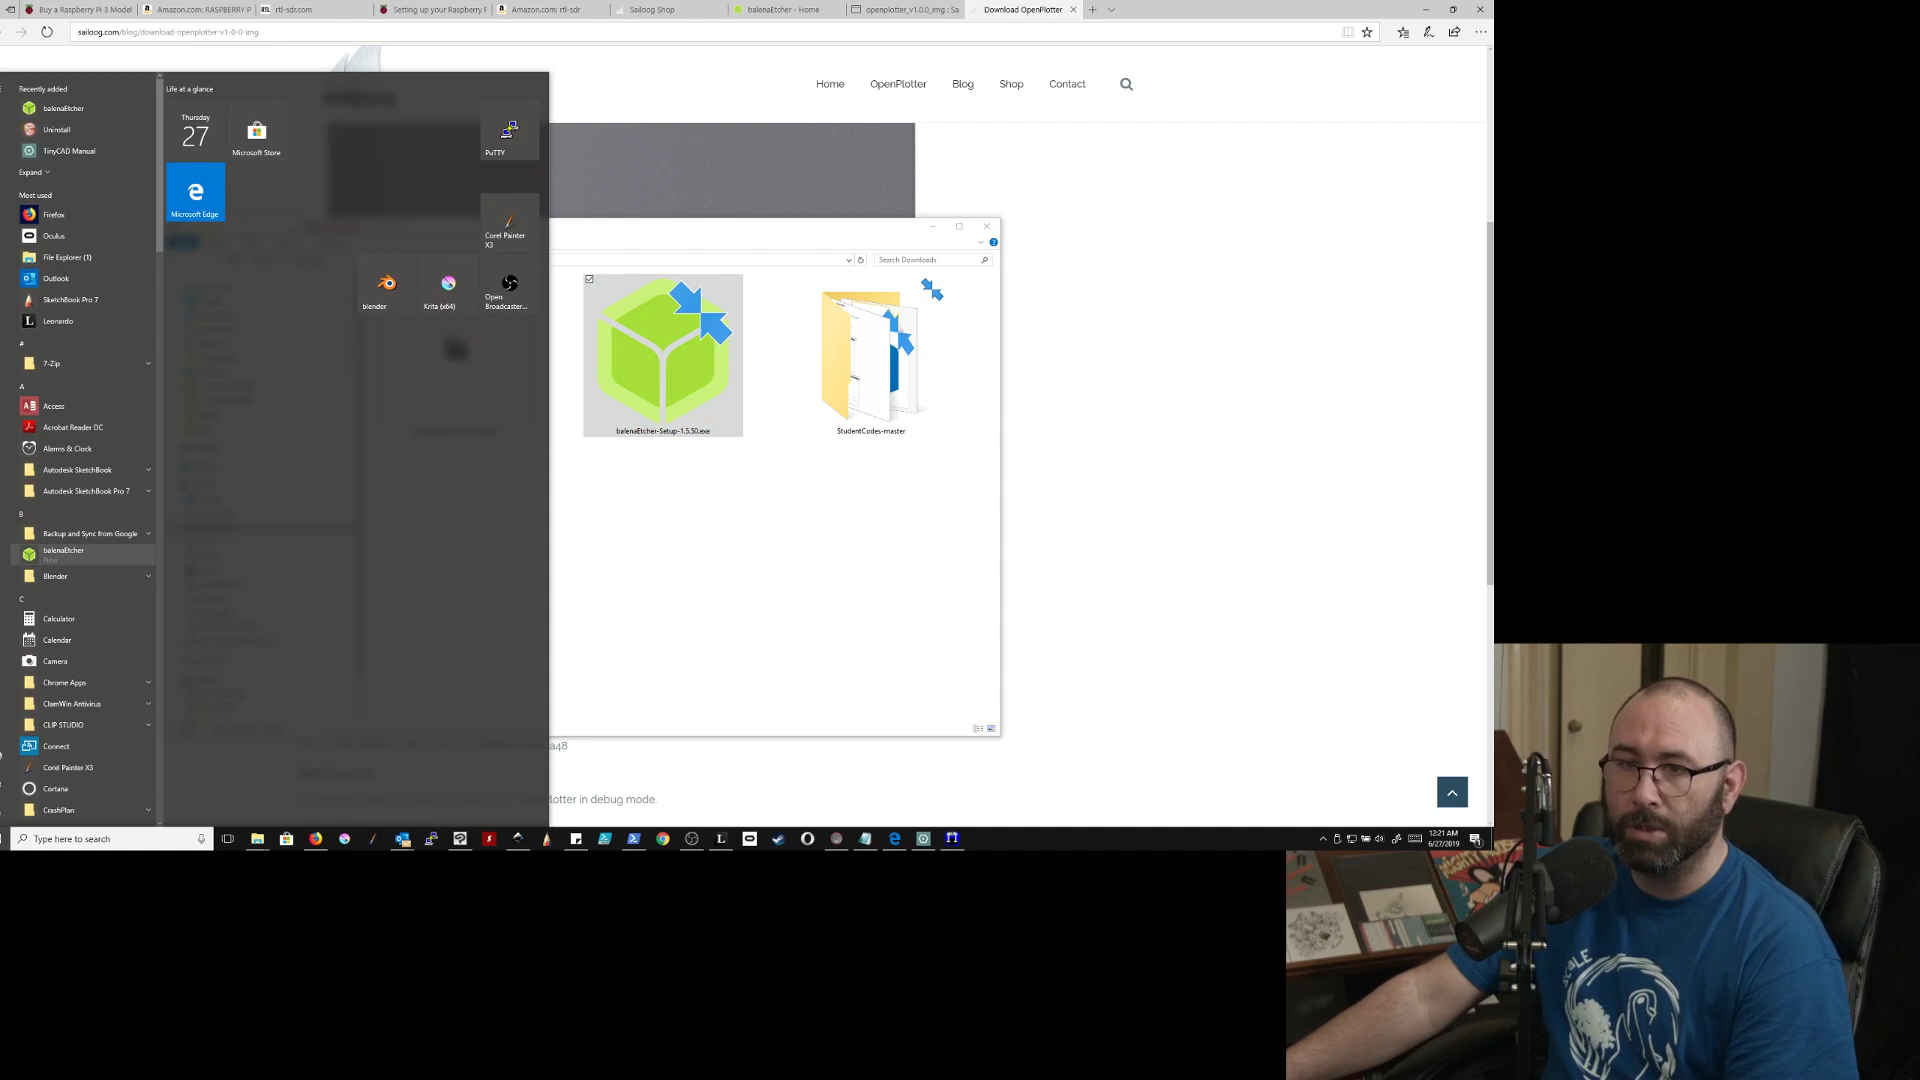 Buy a Raspberry Pi 3 Model
Amazon.com: RASPBERRY P
RTL rtl-sdr.com
Setting up your Raspberry P
Amazon.com: rtl-sdr
Sailoog Shop
balenaEtcher - Home
openplotter_v1.0.0_img : Sa
Download OpenPlotter
sailoog.com/blog/download-openplotter-v1-0-0-img
Home
OpenPlotter
Blog
Shop
Contact
Recently added
balenaEtcher
Uninstall
TinyCAD Manual
Expand
Most used
Firefox
Oculus
File Explorer (1)
Outlook
SketchBook Pro 7
Leonardo
#
7-Zip
A
Access
Acrobat Reader DC
Alarms & Clock
Autodesk SketchBook
Autodesk SketchBook Pro 7
B
Backup and Sync from Google
balenaEtcher
New
Blender
C
Calculator
Calendar
Camera
Chrome Apps
ClamWin Antivirus
CLIP STUDIO
Connect
Corel Painter X3
Cortana
CrashPlan
Life at a glance
Thursday
27
Microsoft Store
PuTTY
Microsoft Edge
Corel Painter
X3
blender
Krita (x64)
Open
Broadcaster...
Search Downloads
balenaEtcher-Setup-1.5.50.exe
StudentCodes-master
a48
lotter in debug mode.
Type here to search
12:21 AM
6/27/2019
SCALE